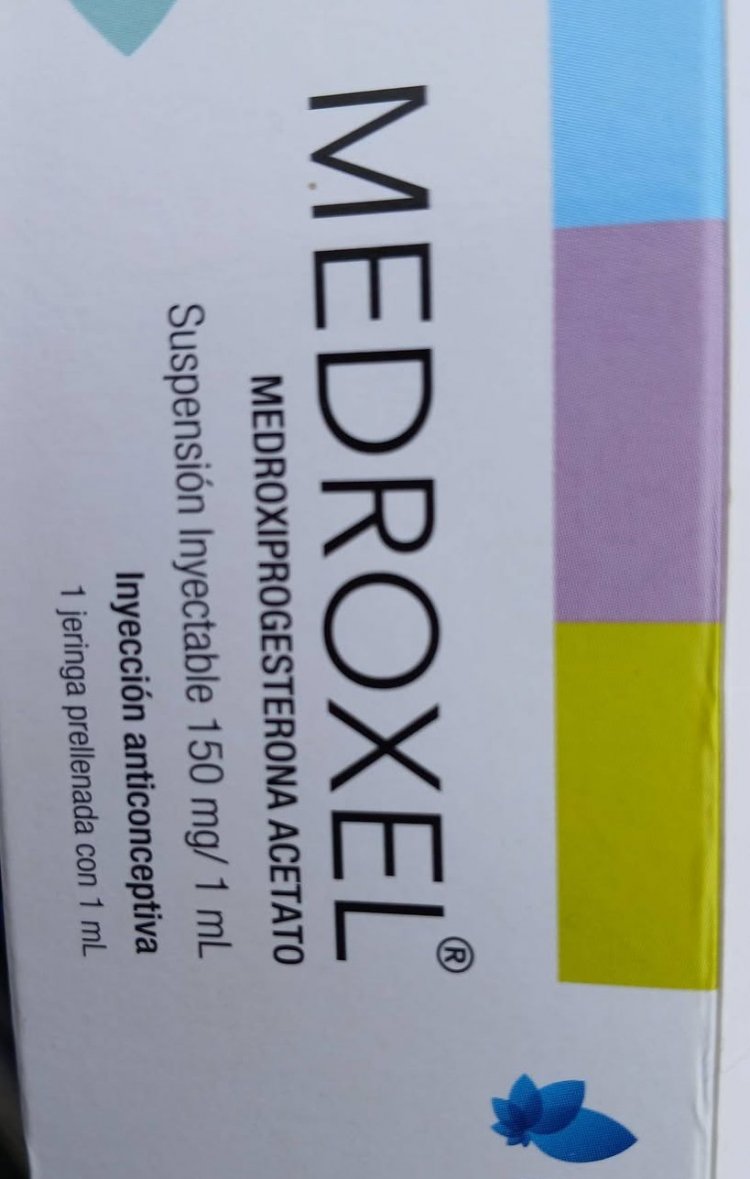 MEDROXEL®
MEDROXIPROGESTERONA ACETATO
Suspensión Inyectable 150 mg/ 1 mL
Inyección anticonceptiva
1 jeringa prellenada con 1 mL